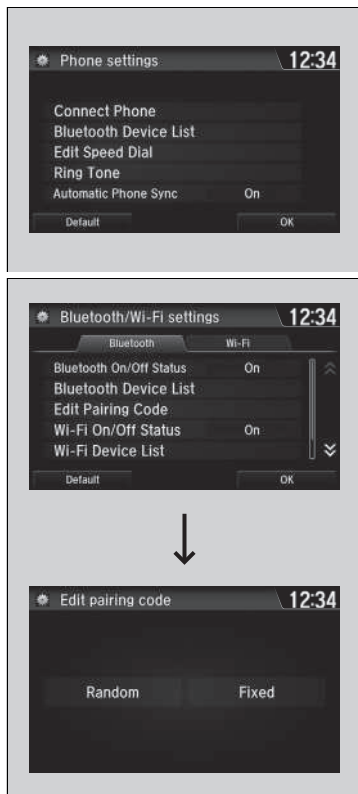 Phone settings 12:34
Connect Phone
Bluetooth Device List
Edit Speed Dial
Ring Tone
Automatic Phone Sync On
Default OK
Bluetooth/Wi-Fi settings 12:34
Bluetooth Wi-Fi
Bluetooth On/Off Status On
Bluetooth Device List
Edit Pairing Code
Wi-Fi On/Off Status On
Wi-Fi Device List
Default OK
Edit pairing code 12:34
Random Fixed